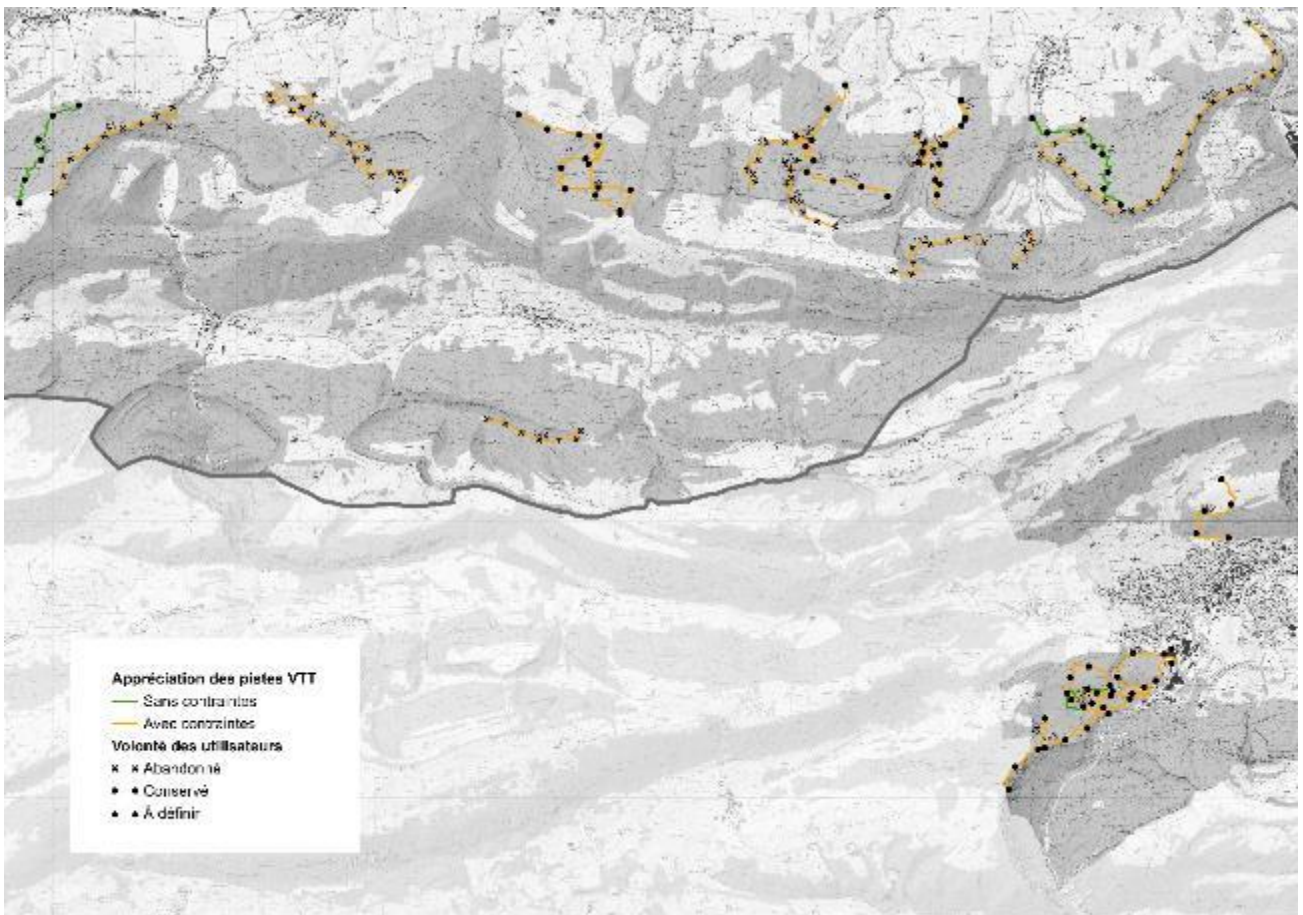 Appréciation des pistes VTT
Sans contraintes
Avec contraintes
Volonté des utilisateurs
Abandonné
Conservé
À définir